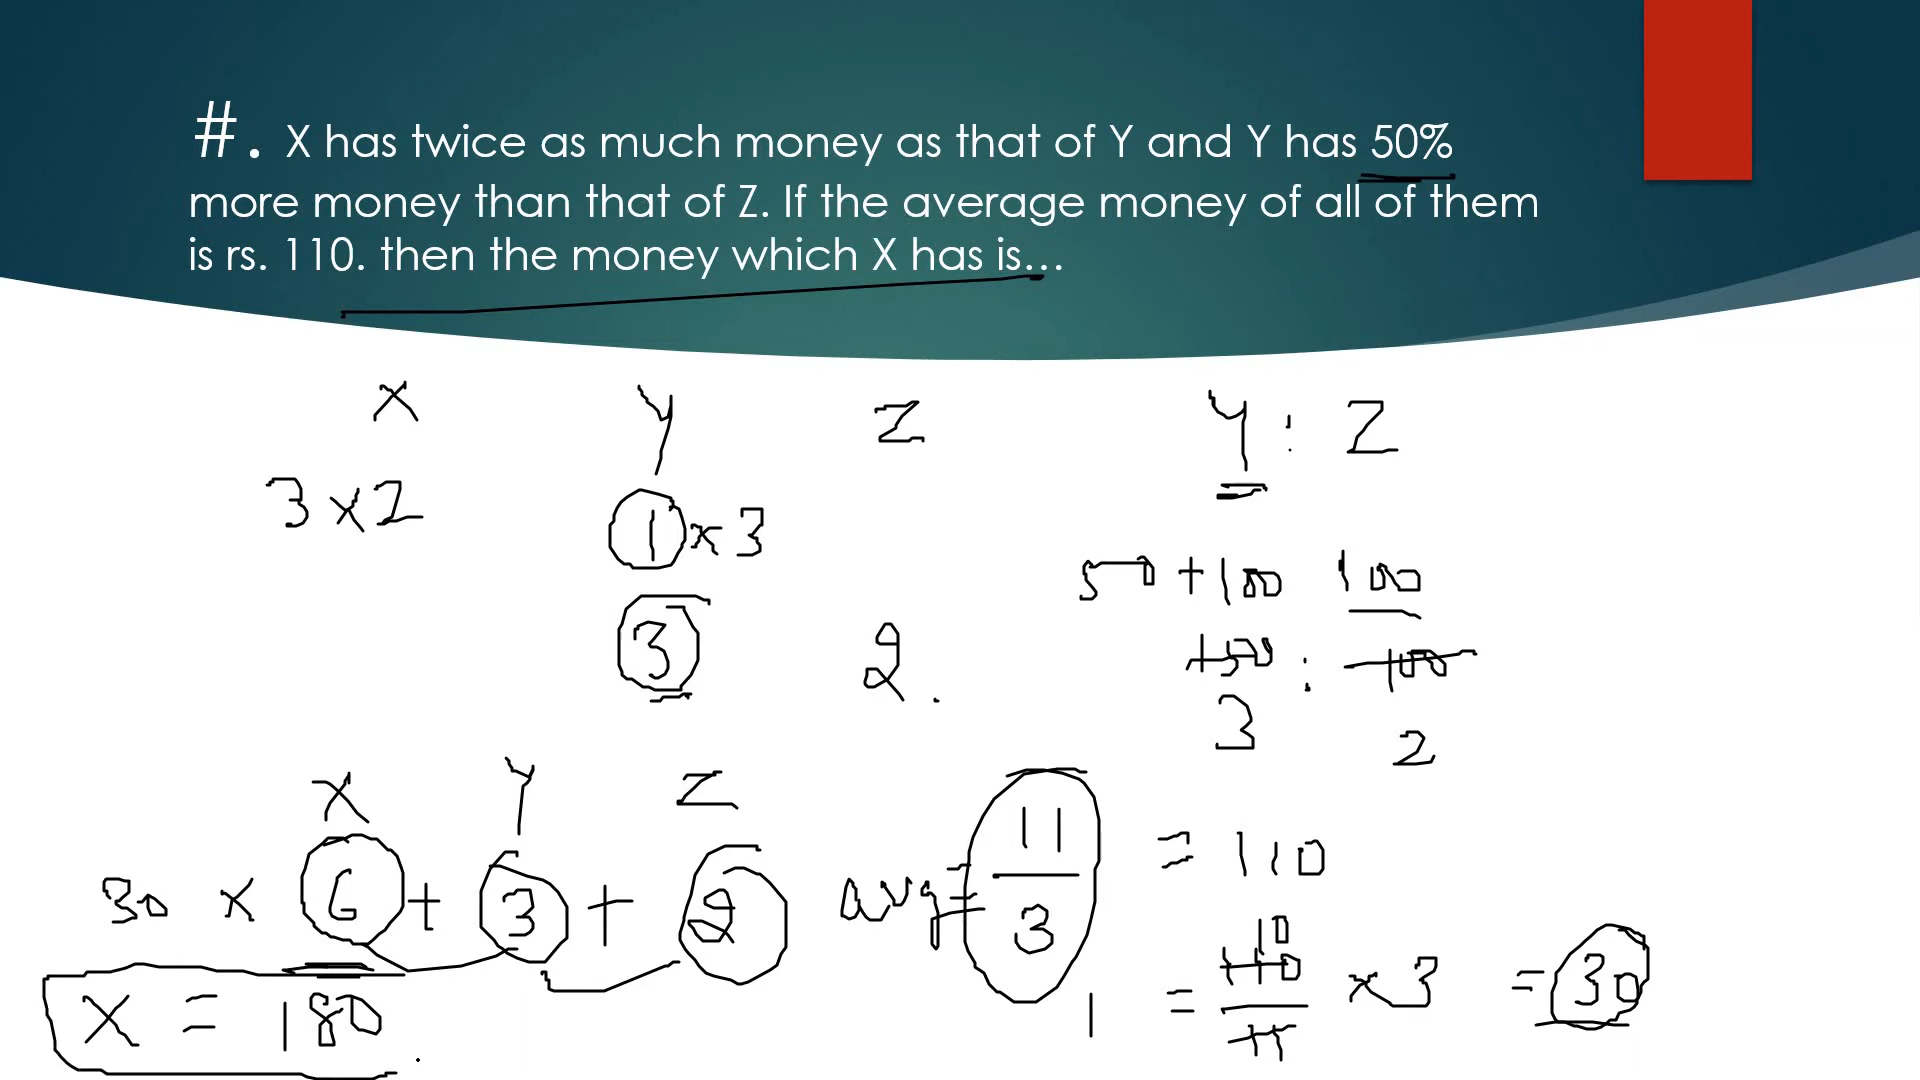 #. X has twice as much money as that of Y and Y has 50%
more money than that of Z. If the average money of all of them
is rs. 110. then the money which X has is...
X Y Z Y : Z
3 x 2 1 x 3 50 + 100 100
3 2. 150 : 100
3 2
X Y Z
30 x 6 + 3 + 2 avg = 11/3 = 110
1 = 110/11 x 3 = 30
10
X = 180